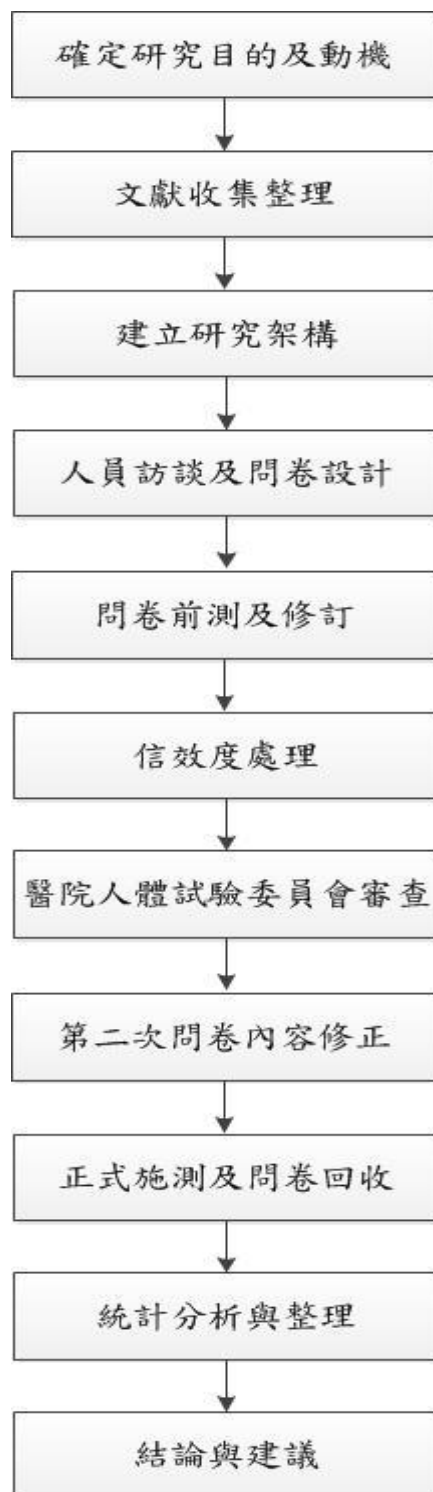 確定研究目的及動機
文獻收集整理
建立研究架構
人員訪談及問卷設計
問卷前測及修訂
信效度處理
醫院人體試驗委員會審查
第二次問卷內容修正
正式施測及問卷回收
統計分析與整理
結論與建議